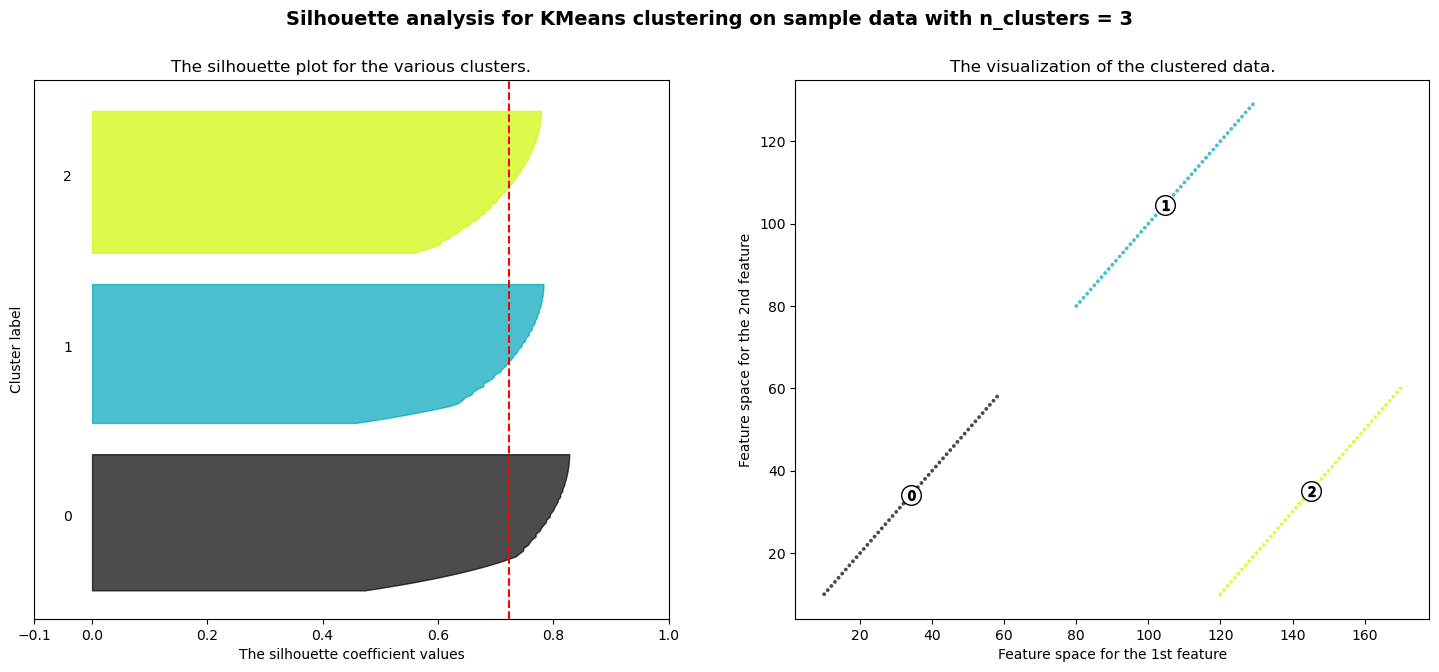 Silhouette analysis for KMeans clustering on sample data with n_clusters = 3
The silhouette plot for the various clusters.
2
1
0
Cluster label
−0.1 0.0 0.2 0.4 0.6 0.8 1.0
The silhouette coefficient values
The visualization of the clustered data.
120
100
80
60
40
20
Feature space for the 2nd feature
1
0
2
20 40 60 80 100 120 140 160
Feature space for the 1st feature